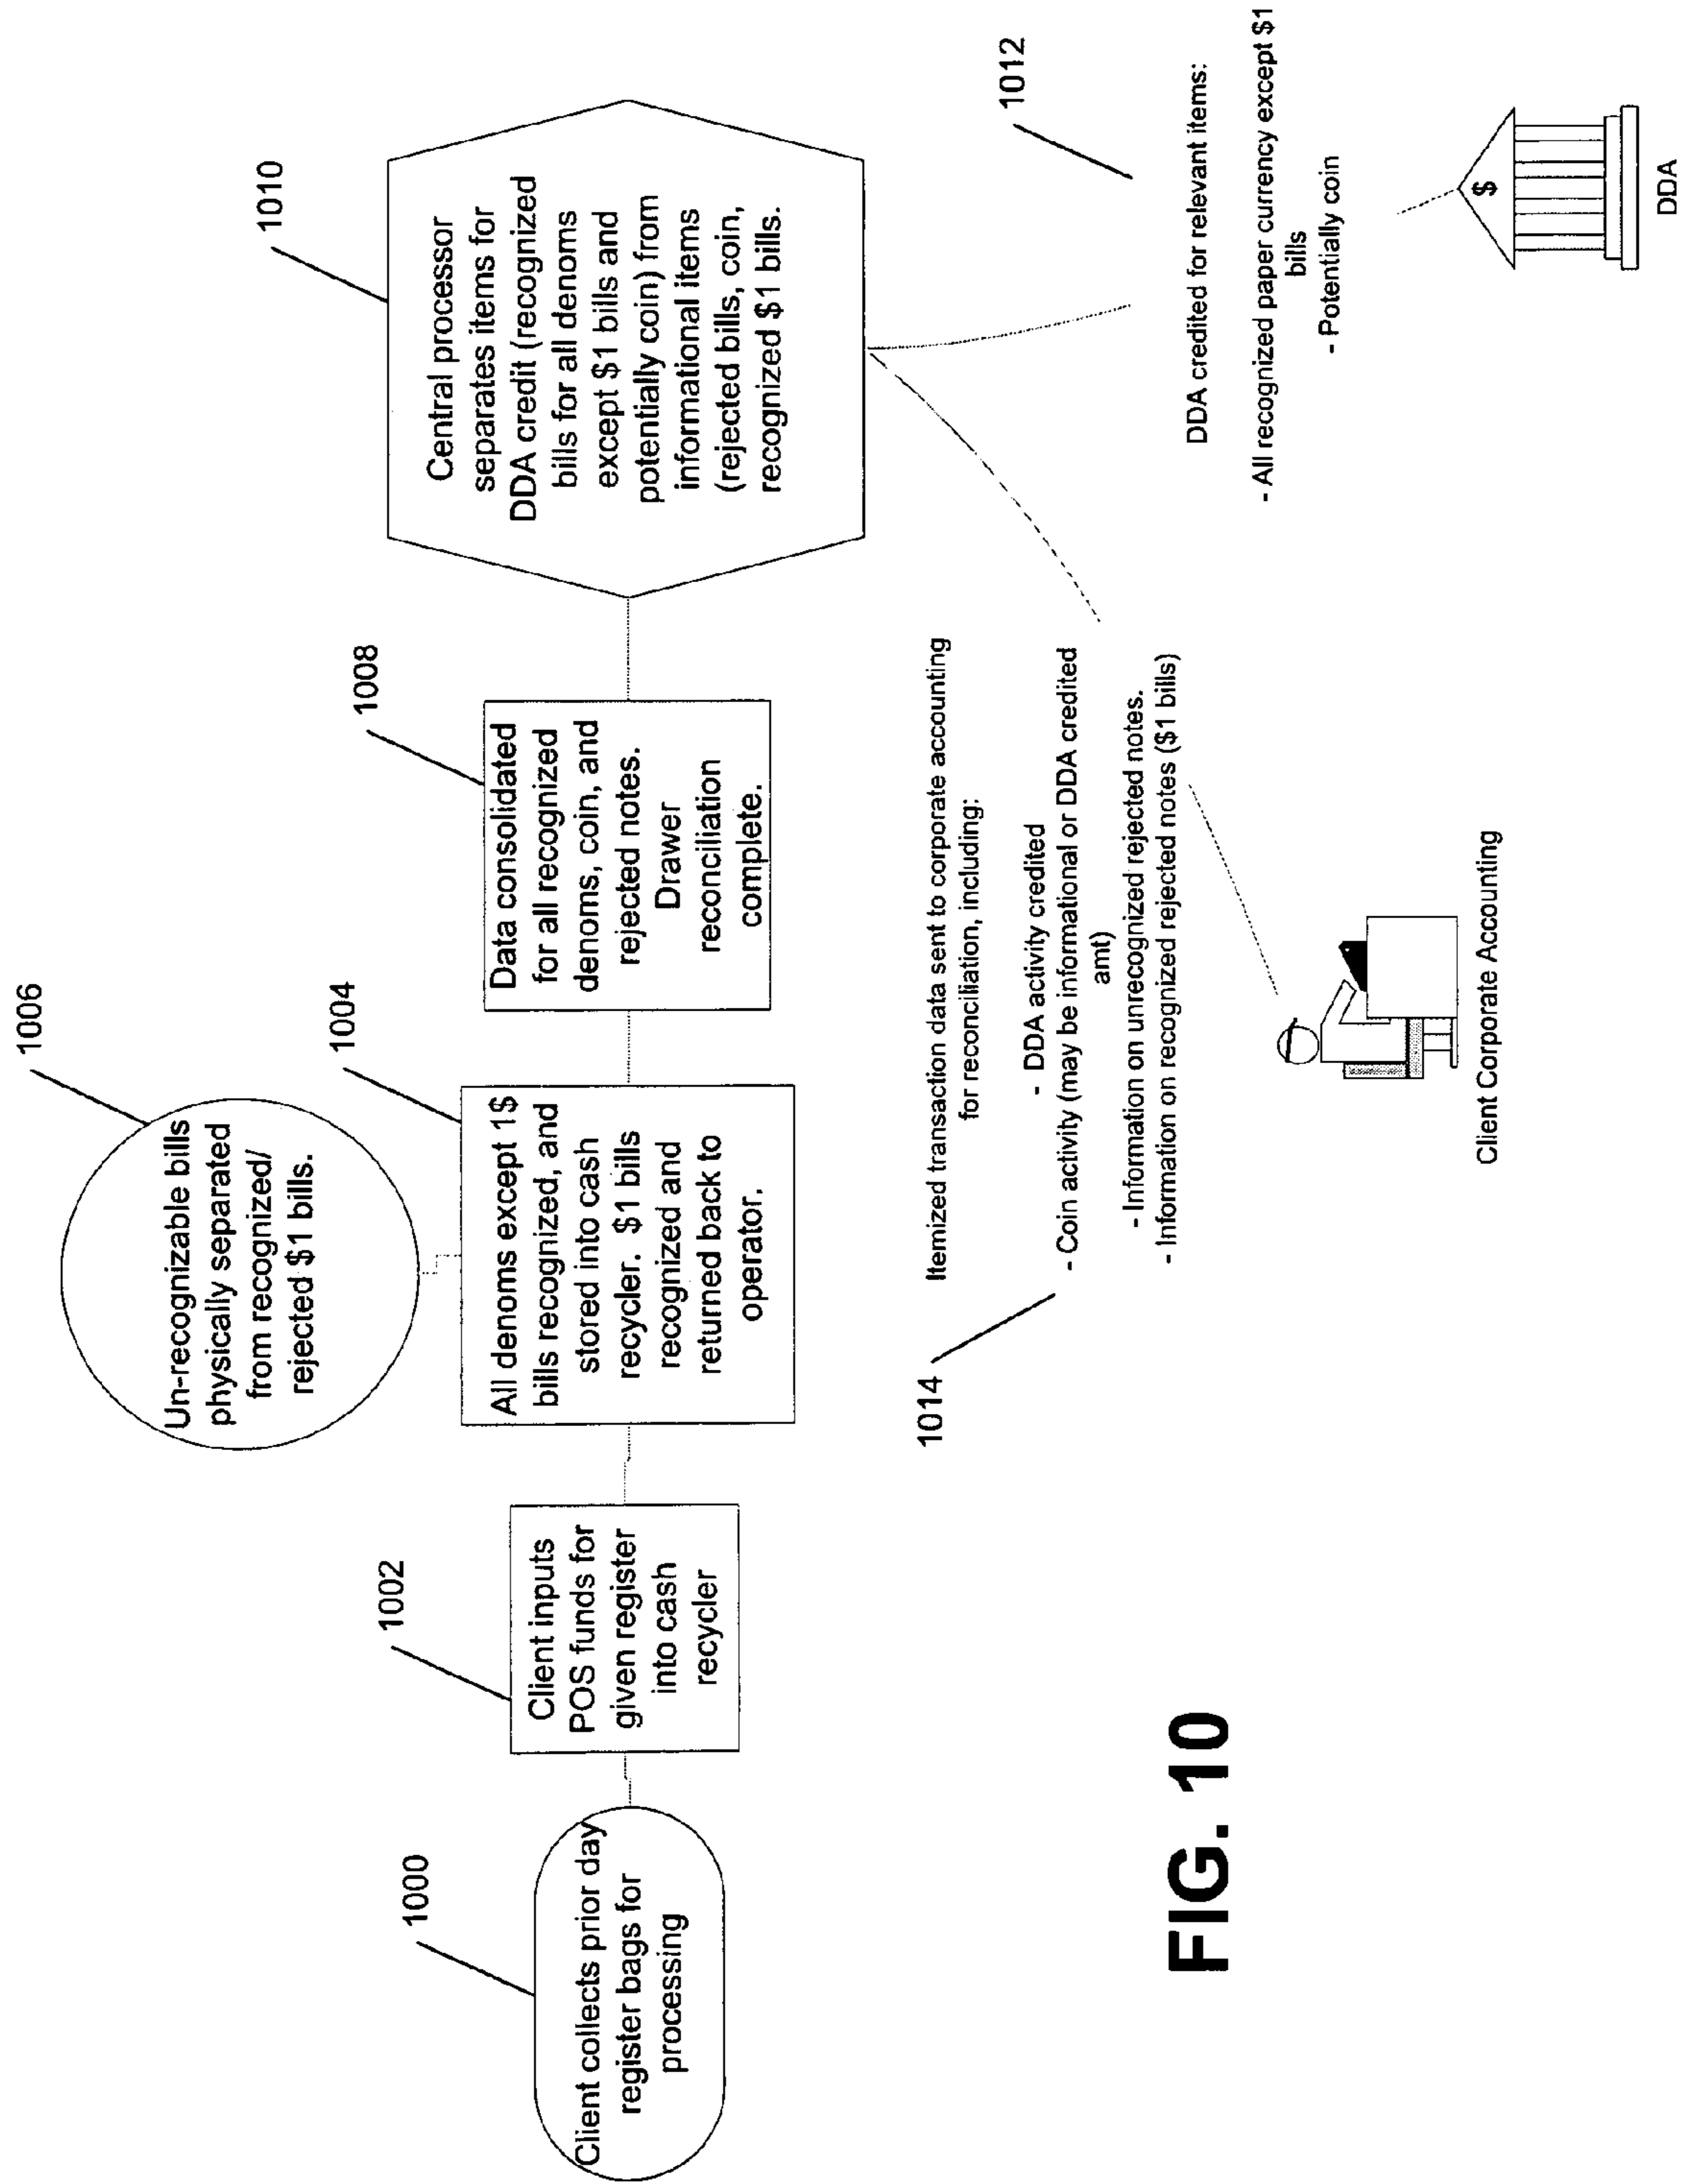 1006
Un-recognizable bills
physically separated
from recognized/
rejected $1 bills.
1000
Client collects prior day
register bags for
processing
1002
Client inputs
POS funds for
given register
into cash
recycler
1004
All denoms except 1$
bills recognized, and
stored into cash
recycler. $1 bills
recognized and
returned back to
operator.
1008
Data consolidated
for all recognized
denoms, coin, and
rejected notes.
Drawer
reconciliation
complete.
1010
Central processor
separates items for
DDA credit (recognized
bills for all denoms
except $1 bills and
potentially coin) from
informational items
(rejected bills, coin,
recognized $1 bills.
1014
Itemized transaction data sent to corporate accounting
for reconciliation, including:
- DDA activity credited
- Coin activity (may be informational or DDA credited
amt)
- Information on unrecognized rejected notes.
- Information on recognized rejected notes ($1 bills)
Client Corporate Accounting
1012
DDA credited for relevant items:
- All recognized paper currency except $1
bills
- Potentially coin
$
DDA
FIG. 10